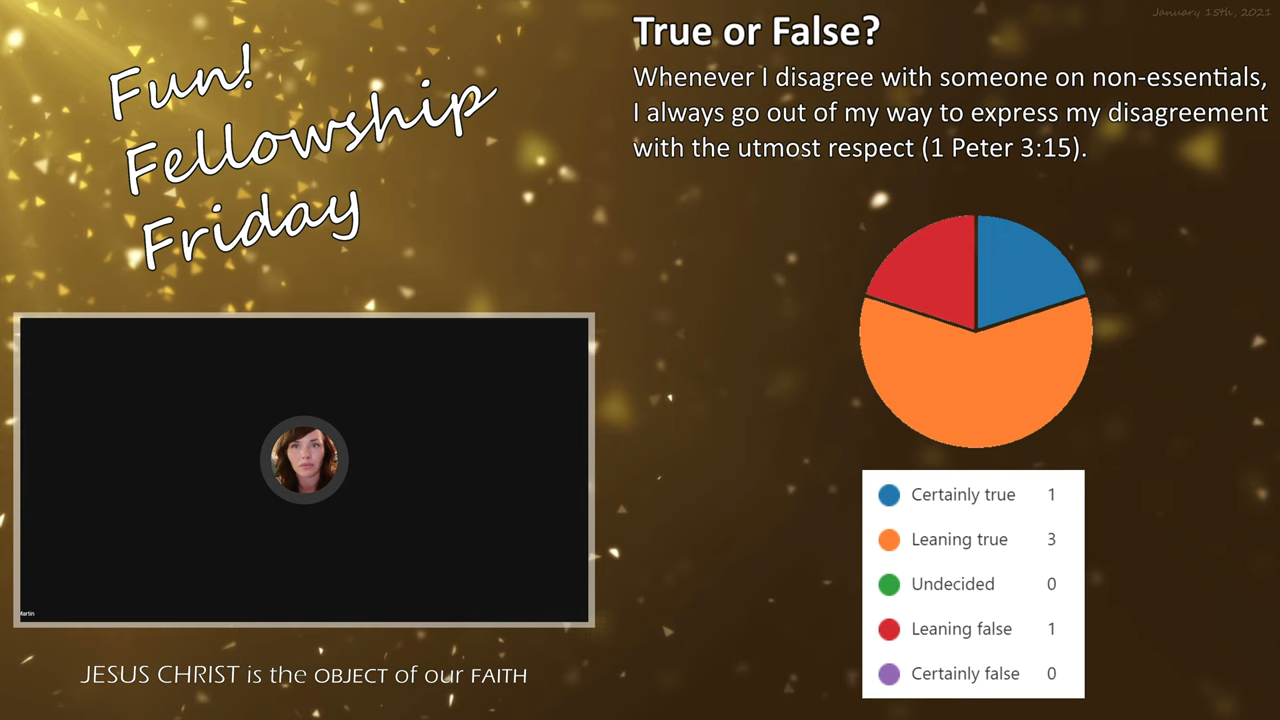 January 15th, 2021
Fun!
Fellowship
Friday
True or False?
Whenever I disagree with someone on non-essentials,
I always go out of my way to express my disagreement
with the utmost respect (1 Peter 3:15).
Certainly true 1
Leaning true 3
Undecided 0
Leaning false 1
Certainly false 0
Martin
JESUS CHRIST is the OBJECT of our FAITH